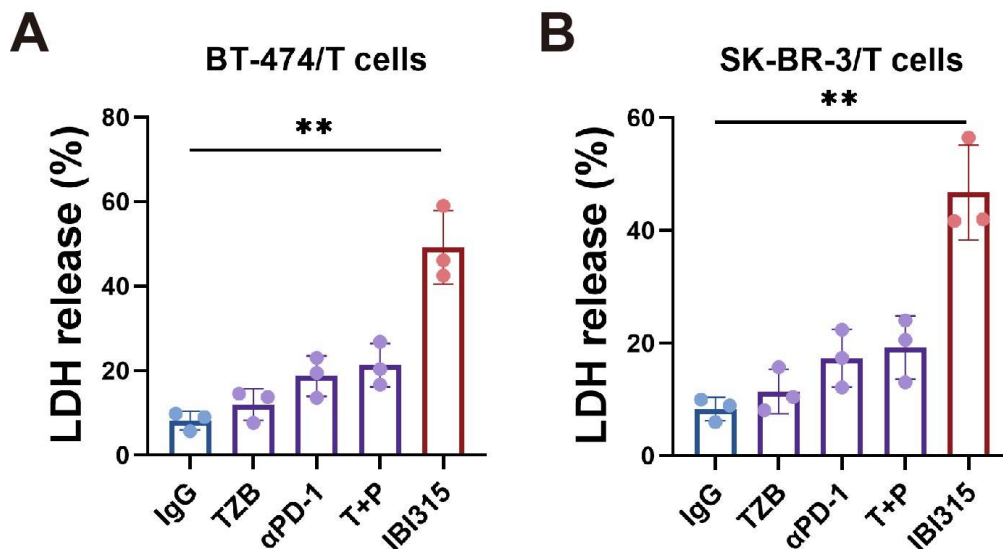 A
BT-474/T cells
**
LDH release (%)
80
60
40
20
0
IgG
TZB
αPD-1
T+P
IBI315
B
SK-BR-3/T cells
**
LDH release (%)
60
40
20
0
IgG
TZB
αPD-1
T+P
IBI315